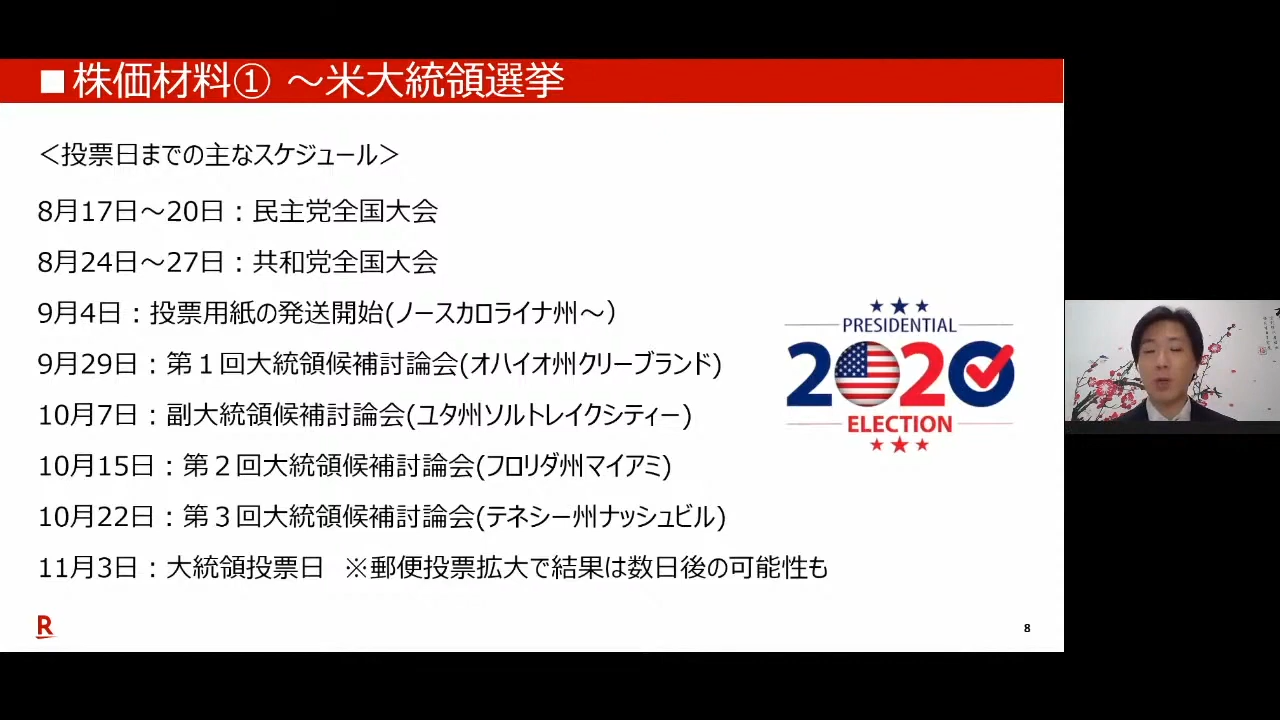 ■株価材料① ～米大統領選挙
＜投票日までの主なスケジュール＞
8月17日～20日：民主党全国大会
8月24日～27日：共和党全国大会
9月4日：投票用紙の発送開始(ノースカロライナ州～）
9月29日：第１回大統領候補討論会(オハイオ州クリーブランド)
10月7日：副大統領候補討論会(ユタ州ソルトレイクシティー)
10月15日：第２回大統領候補討論会(フロリダ州マイアミ)
10月22日：第３回大統領候補討論会(テネシー州ナッシュビル)
11月3日：大統領投票日　※郵便投票拡大で結果は数日後の可能性も
PRESIDENTIAL
2020
ELECTION
R
8